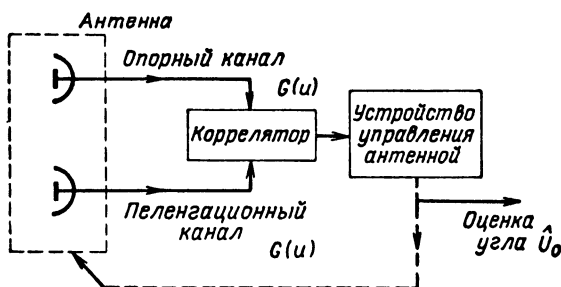 Антенна
Опорный канал
G(u)
Коррелятор
Устройство
управления
антенной
Пеленгационный
канал
G(u)
Оценка
угла Û₀